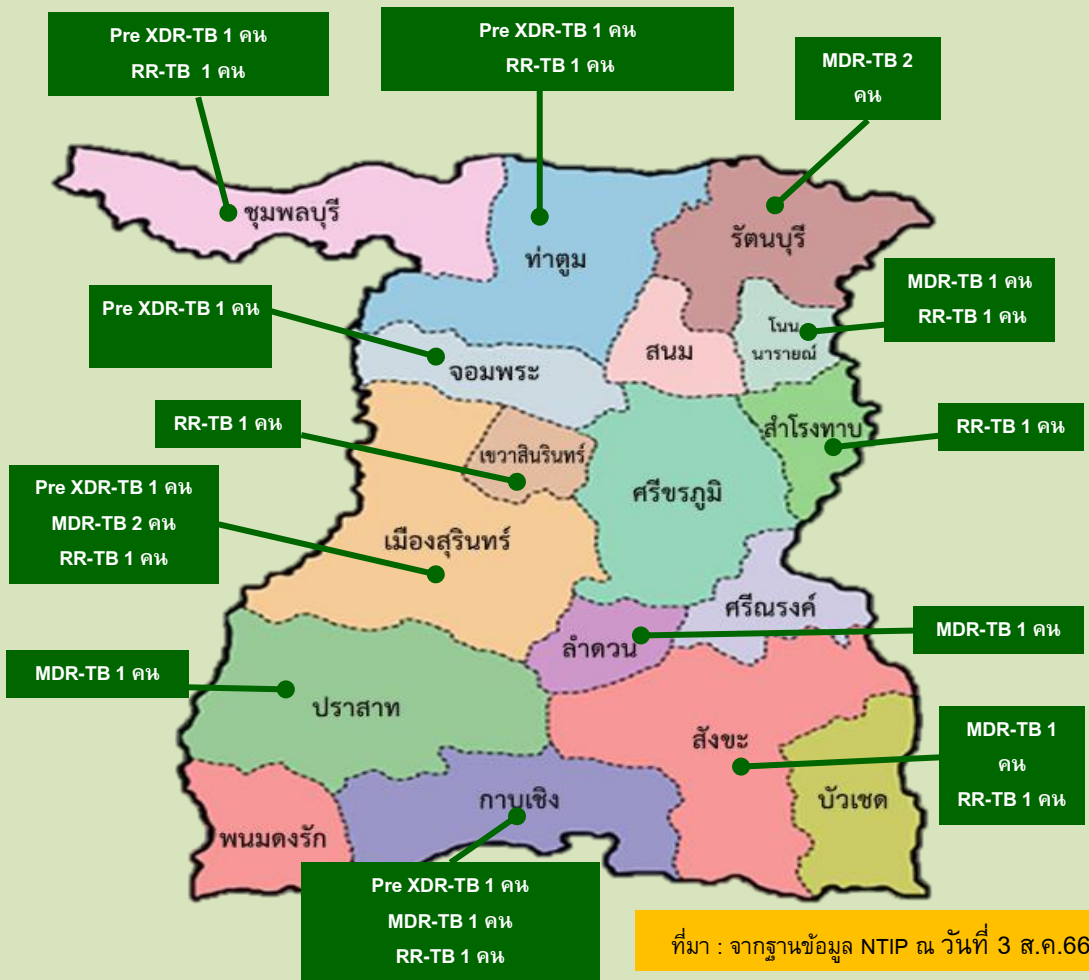 Pre XDR-TB 1 คน
RR-TB 1 คน
Pre XDR-TB 1 คน
RR-TB 1 คน
MDR-TB 2
คน
ชุมพลบุรี
ท่าตูม
รัตนบุรี
Pre XDR-TB 1 คน
MDR-TB 1 คน
RR-TB 1 คน
โนน
นารายณ์
สนม
จอมพระ
RR-TB 1 คน
สำโรงทาบ
RR-TB 1 คน
เขวาสินรินทร์
ศรีขรภูมิ
Pre XDR-TB 1 คน
MDR-TB 2 คน
RR-TB 1 คน
เมืองสุรินทร์
ศรีณรงค์
ลำดวน
MDR-TB 1 คน
MDR-TB 1 คน
ปราสาท
สังขะ
MDR-TB 1
คน
RR-TB 1 คน
กาบเชิง
บัวเชด
พนมดงรัก
Pre XDR-TB 1 คน
MDR-TB 1 คน
RR-TB 1 คน
ที่มา : จากฐานข้อมูล NTIP ณ วันที่ 3 ส.ค.66